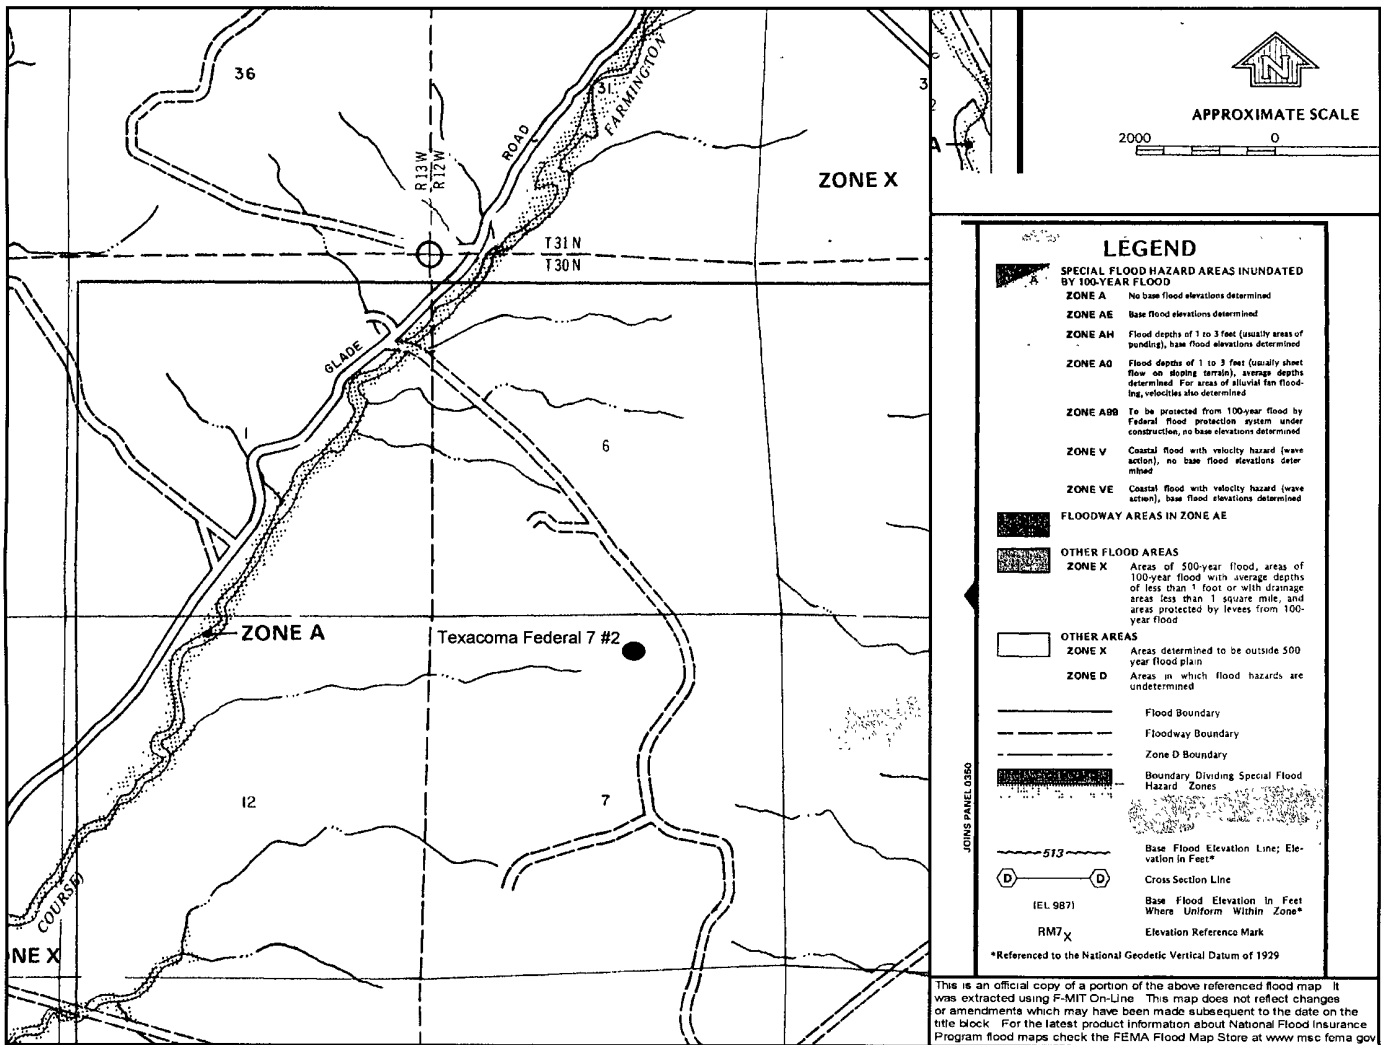 36
31
FARMINGTON
ROAD
R13W
R12W
ZONE X
T31N
T30N
GLADE
1
6
ZONE A
Texacoma Federal 7 #2
12
7
COURSE)
NE X
3
A
N
APPROXIMATE SCALE
2000 0
LEGEND
SPECIAL FLOOD HAZARD AREAS INUNDATED
BY 100-YEAR FLOOD
ZONE A No base flood elevations determined
ZONE AE Base flood elevations determined
ZONE AH Flood depths of 1 to 3 feet (usually areas of
ponding), base flood elevations determined
ZONE AO Flood depths of 1 to 3 feet (usually sheet
flow on sloping terrain), average depths
determined For areas of alluvial fan flood-
ing, velocities also determined
ZONE A99 To be protected from 100-year flood by
Federal flood protection system under
construction, no base elevations determined
ZONE V Coastal flood with velocity hazard (wave
action), no base flood elevations deter
mined
ZONE VE Coastal flood with velocity hazard (wave
action), base flood elevations determined
FLOODWAY AREAS IN ZONE AE
OTHER FLOOD AREAS
ZONE X Areas of 500-year flood, areas of
100-year flood with average depths
of less than 1 foot or with drainage
areas less than 1 square mile, and
areas protected by levees from 100-
year flood
OTHER AREAS
ZONE X Areas determined to be outside 500
year flood plain
ZONE D Areas in which flood hazards are
undetermined
Flood Boundary
Floodway Boundary
Zone D Boundary
Boundary Dividing Special Flood
Hazard Zones
513 Base Flood Elevation Line; Ele-
vation in Feet*
D D Cross Section Line
(EL 987) Base Flood Elevation in Feet
Where Uniform Within Zone*
RM7X Elevation Reference Mark
*Referenced to the National Geodetic Vertical Datum of 1929
JOINS PANEL 0350
This is an official copy of a portion of the above referenced flood map It
was extracted using F-MIT On-Line This map does not reflect changes
or amendments which may have been made subsequent to the date on the
title block For the latest product information about National Flood Insurance
Program flood maps check the FEMA Flood Map Store at www msc fema gov